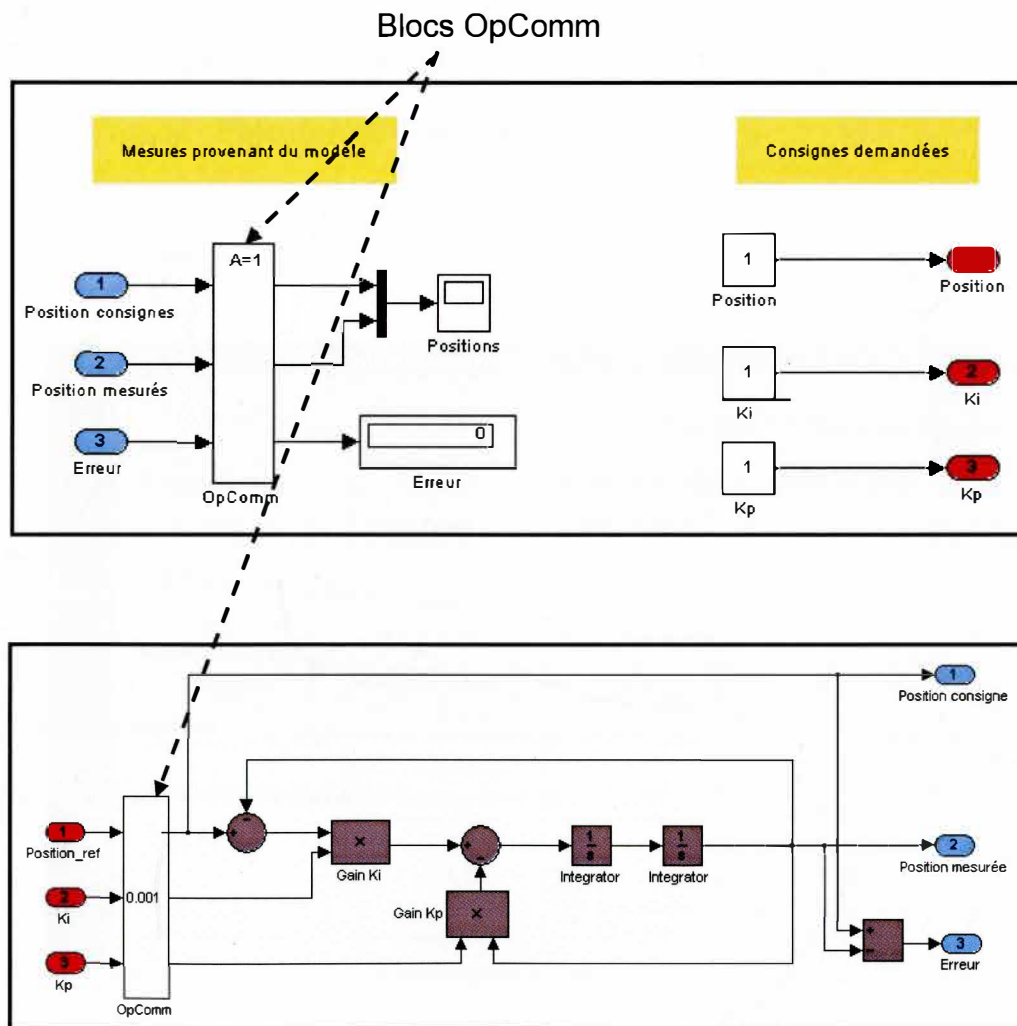 Blocs OpComm
Mesures provenant du modèle
Consignes demandées
A=1
1
Position consignes
2
Position mesurés
3
Erreur
OpComm
Positions
0
Erreur
1
Position
Position
1
Ki
2
Ki
1
Kp
3
Kp
1
Position consigne
1
Position_ref
2
Ki
3
Kp
0.001
OpComm
+
-
×
Gain Ki
+
-
×
Gain Kp
1
s
Integrator
1
s
Integrator
2
Position mesurée
+
-
3
Erreur